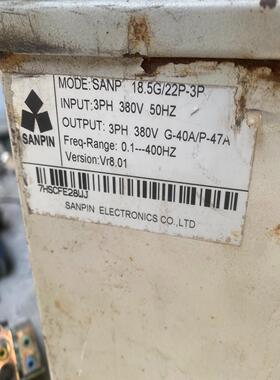 MODE:SANP 18.5G/22P-3P
INPUT:3PH 380V 50HZ
OUTPUT: 3PH 380V G-40A/P-47A
Freq-Range: 0.1---400HZ
Version:Vr8.01
SANPIN
7HSCFE28UJ
SANPIN ELECTRONICS CO.,LTD